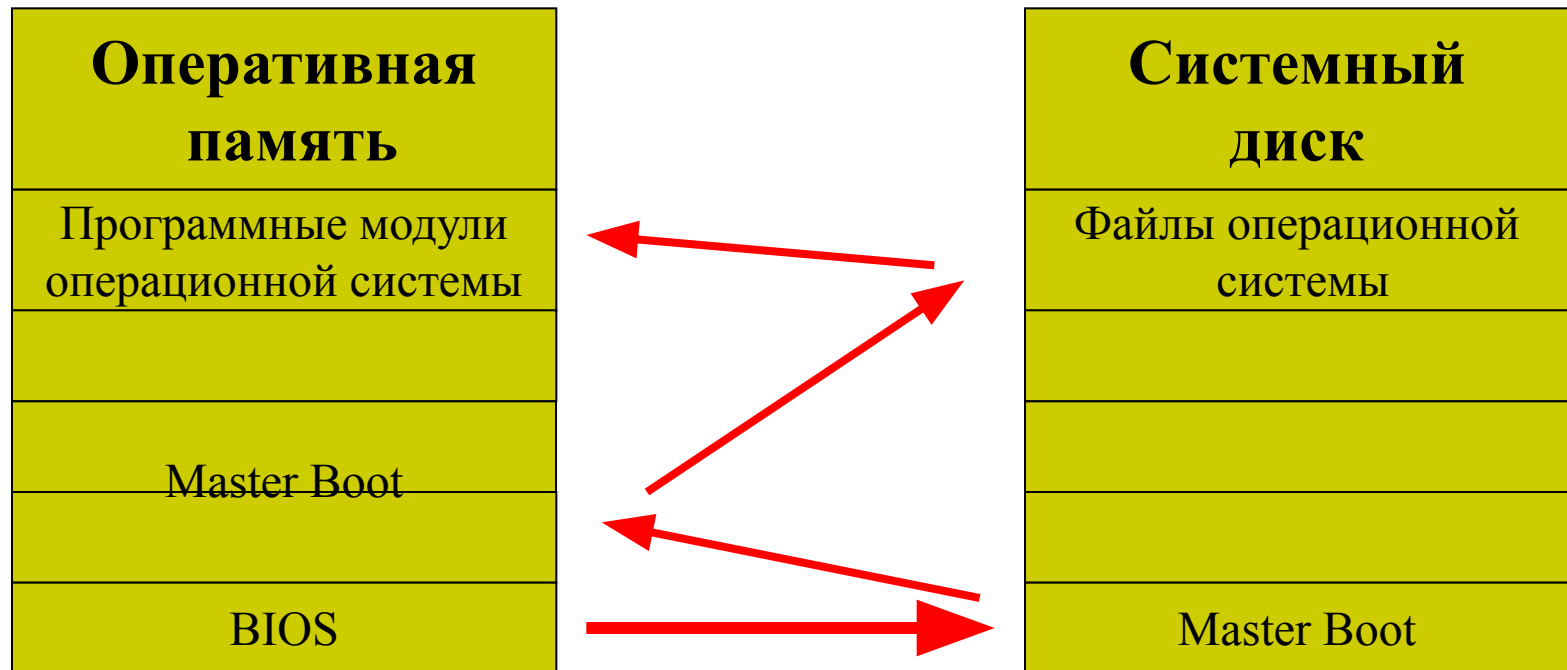 Оперативная
память
Программные модули
операционной системы
Master Boot
BIOS
Системный
диск
Файлы операционной
системы
Master Boot